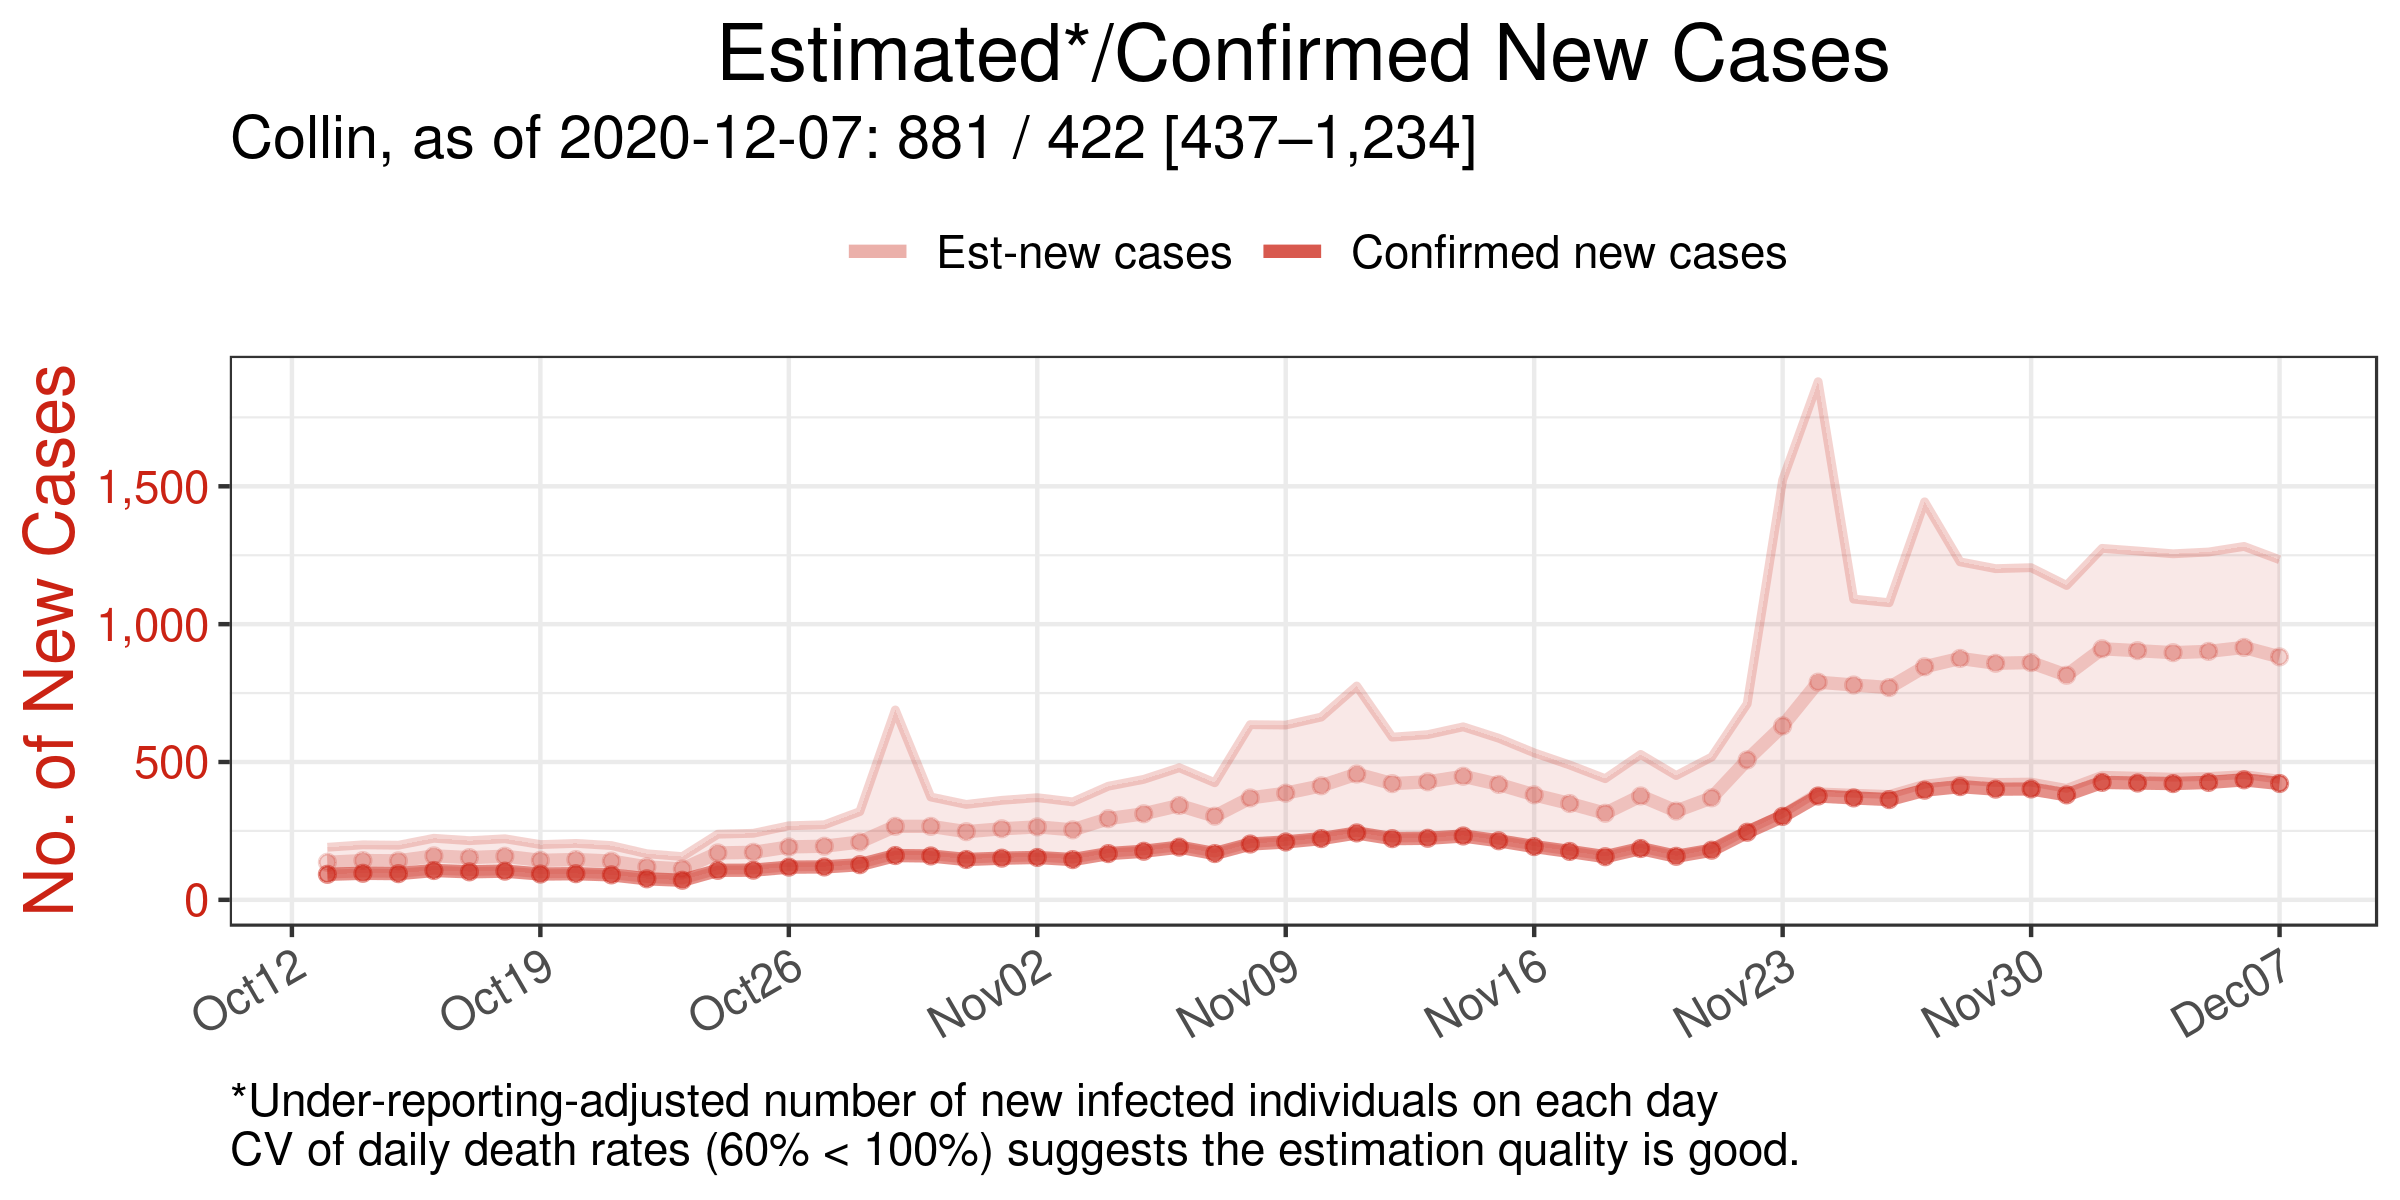 Estimated*/Confirmed New Cases
Collin, as of 2020-12-07: 881 / 422 [437–1,234]
Est-new cases Confirmed new cases
No. of New Cases
1,500
1,000
500
0
Oct12 Oct19 Oct26 Nov02 Nov09 Nov16 Nov23 Nov30 Dec07
*Under-reporting-adjusted number of new infected individuals on each day
CV of daily death rates (60% < 100%) suggests the estimation quality is good.